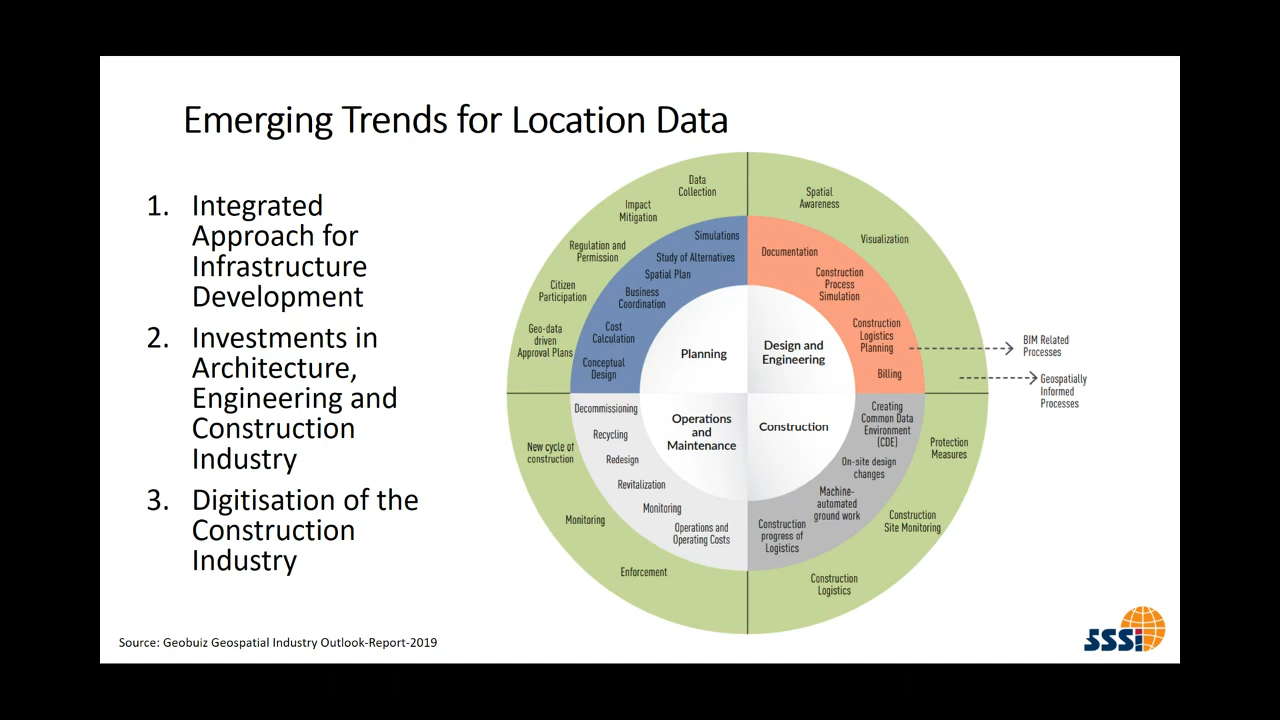 Emerging Trends for Location Data
1. Integrated
Approach for
Infrastructure
Development
2. Investments in
Architecture,
Engineering and
Construction
Industry
3. Digitisation of the
Construction
Industry
Data
Collection
Impact
Mitigation
Regulation and
Permission
Citizen
Participation
Geo-data
driven
Approval Plans
Simulations
Study of Alternatives
Spatial Plan
Business
Coordination
Cost
Calculation
Conceptual
Design
Planning
Spatial
Awareness
Visualization
Documentation
Construction
Process
Simulation
Construction
Logistics
Planning
Billing
Design and
Engineering
BIM Related
Processes
Geospatially
Informed
Processes
Operations
and
Maintenance
Decommissioning
Recycling
Redesign
Revitalization
Monitoring
Operations and
Operating Costs
New cycle of
construction
Monitoring
Enforcement
Construction
Creating
Common Data
Environment
(CDE)
On-site design
changes
Machine-
automated
ground work
Construction
progress of
Logistics
Protection
Measures
Construction
Site Monitoring
Construction
Logistics
Source: Geobuiz Geospatial Industry Outlook-Report-2019
SSSi